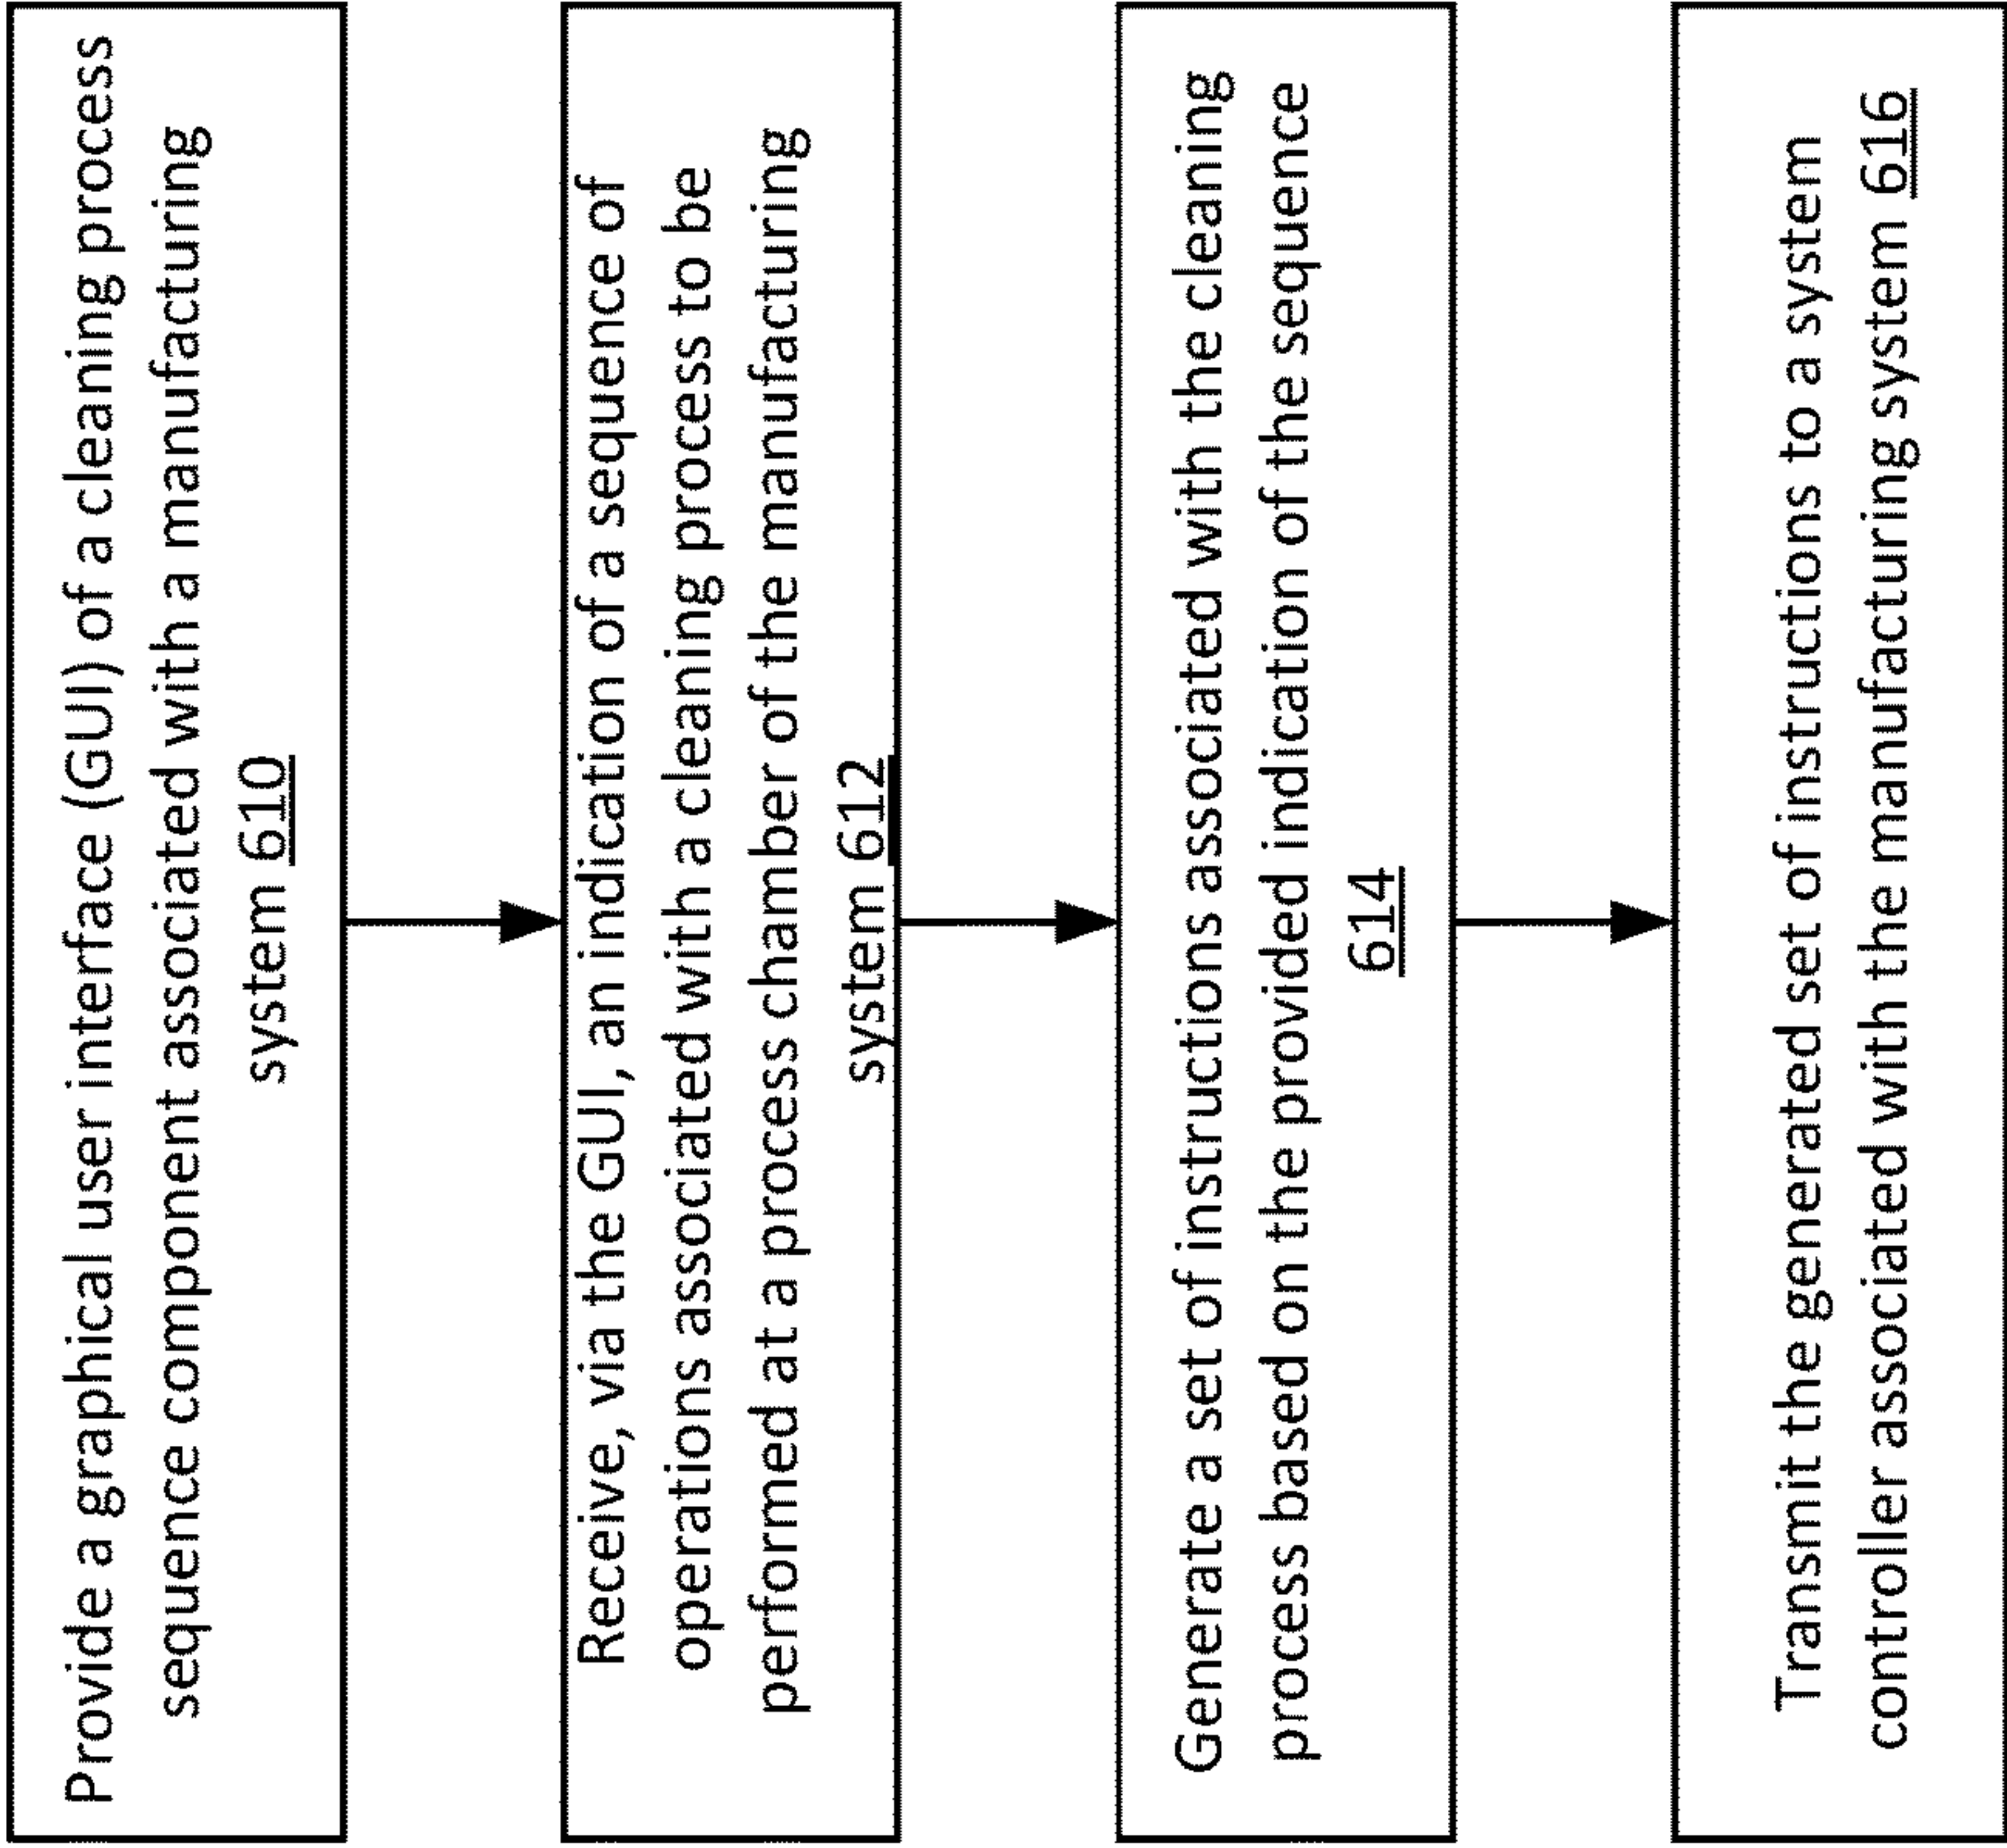 Provide a graphical user interface (GUI) of a cleaning process
sequence component associated with a manufacturing
system 610
Receive, via the GUI, an indication of a sequence of
operations associated with a cleaning process to be
performed at a process chamber of the manufacturing
system 612
Generate a set of instructions associated with the cleaning
process based on the provided indication of the sequence
614
Transmit the generated set of instructions to a system
controller associated with the manufacturing system 616